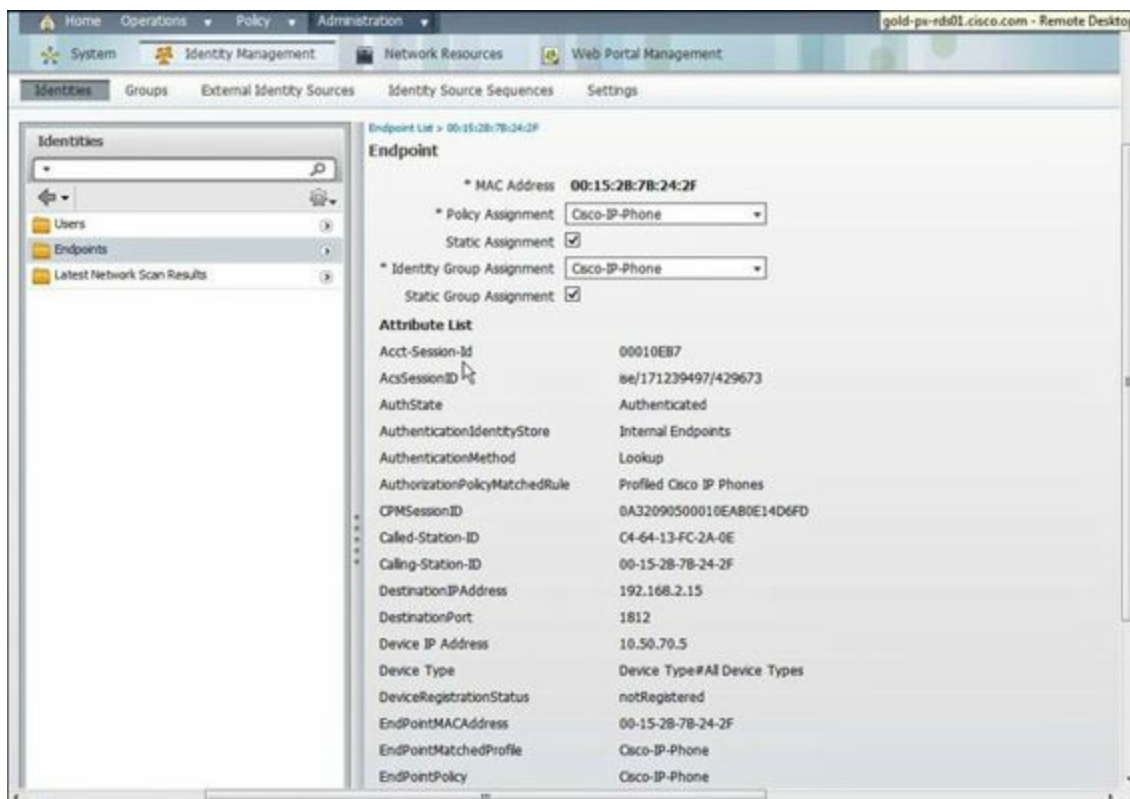 Home Operations Policy Administration
gold-px-rds01.cisco.com - Remote Desktop
System Identity Management Network Resources Web Portal Management
Identities Groups External Identity Sources Identity Source Sequences Settings
Identities
Users
Endpoints
Latest Network Scan Results
Endpoint List > 00:15:2B:7B:24:2F
Endpoint
* MAC Address 00:15:2B:7B:24:2F
* Policy Assignment Cisco-IP-Phone
Static Assignment
* Identity Group Assignment Cisco-IP-Phone
Static Group Assignment
Attribute List
Acct-Session-Id 00010EB7
AcsSessionID ise/171239497/429673
AuthState Authenticated
AuthenticationIdentityStore Internal Endpoints
AuthenticationMethod Lookup
AuthorizationPolicyMatchedRule Profiled Cisco IP Phones
CPMSessionID 0A32090500010EAB0E14D6FD
Called-Station-ID C4-64-13-FC-2A-0E
Calling-Station-ID 00-15-2B-7B-24-2F
DestinationIPAddress 192.168.2.15
DestinationPort 1812
Device IP Address 10.50.70.5
Device Type Device Type#All Device Types
DeviceRegistrationStatus notRegistered
EndPointMACAddress 00-15-2B-7B-24-2F
EndPointMatchedProfile Cisco-IP-Phone
EndPointPolicy Cisco-IP-Phone